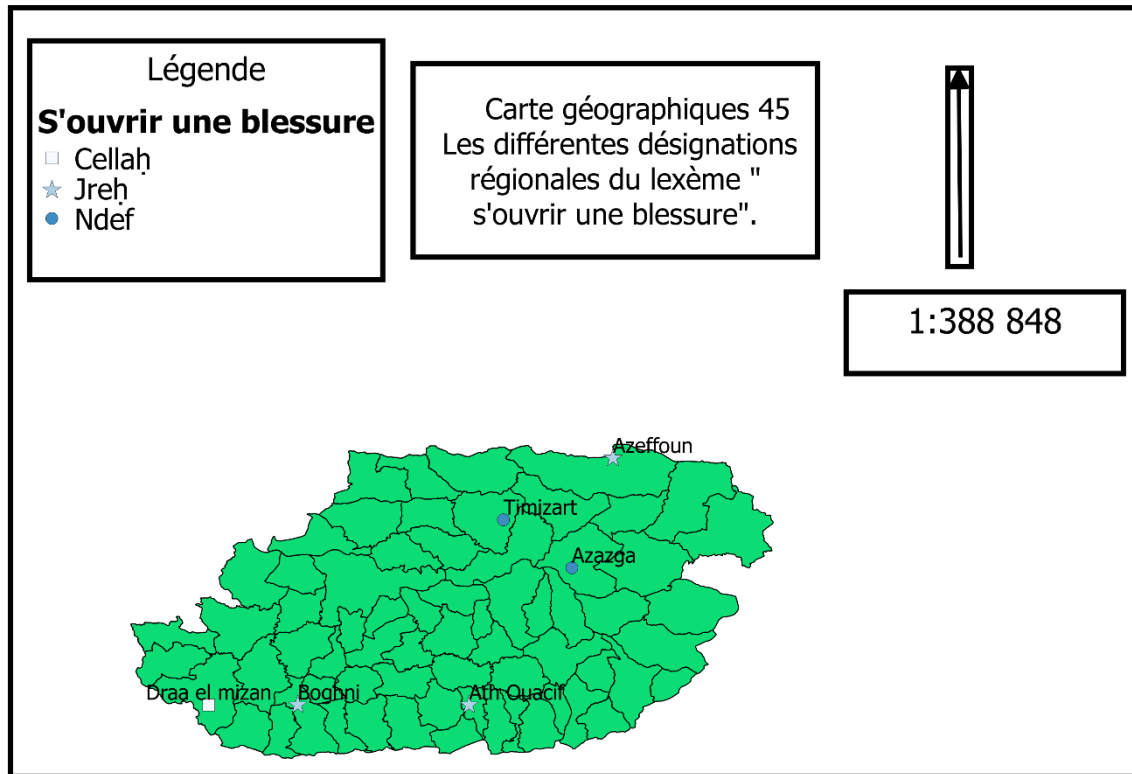 Légende
S'ouvrir une blessure
Cellaḥ
Jreḥ
Ndef
Carte géographiques 45
Les différentes désignations
régionales du lexème "
s'ouvrir une blessure".
1:388 848
Azeffoun
Timizart
Azazga
Draa el mizan
Boghni
Ath Ouacif